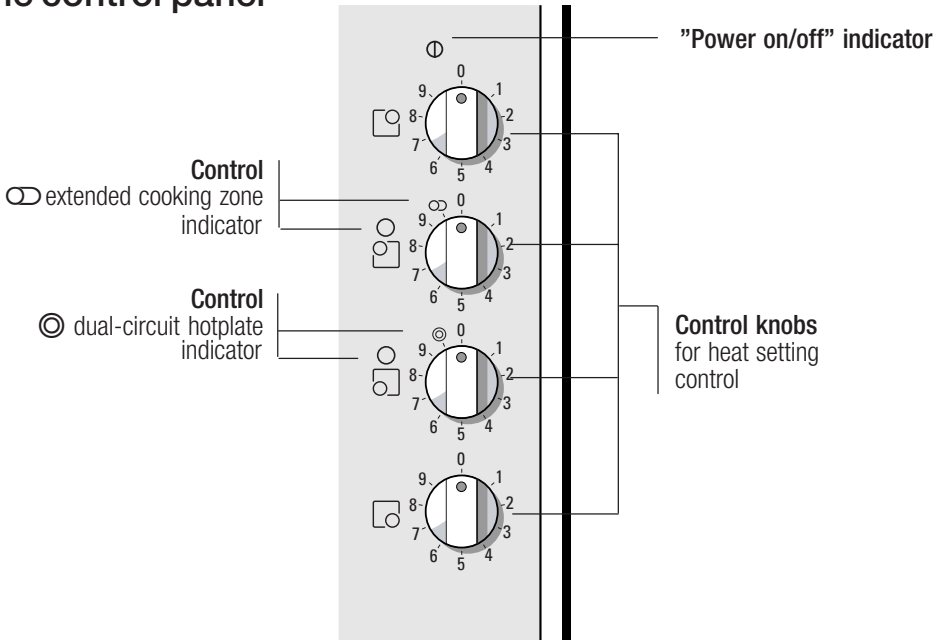 control panel
”Power on/off” indicator
0
9 1
8 2
7 3
6 5 4
Control
extended cooking zone
indicator
0
9 1
8 2
7 3
6 5 4
Control
dual-circuit hotplate
indicator
0
9 1
8 2
7 3
6 5 4
Control knobs
for heat setting
control
0
9 1
8 2
7 3
6 5 4